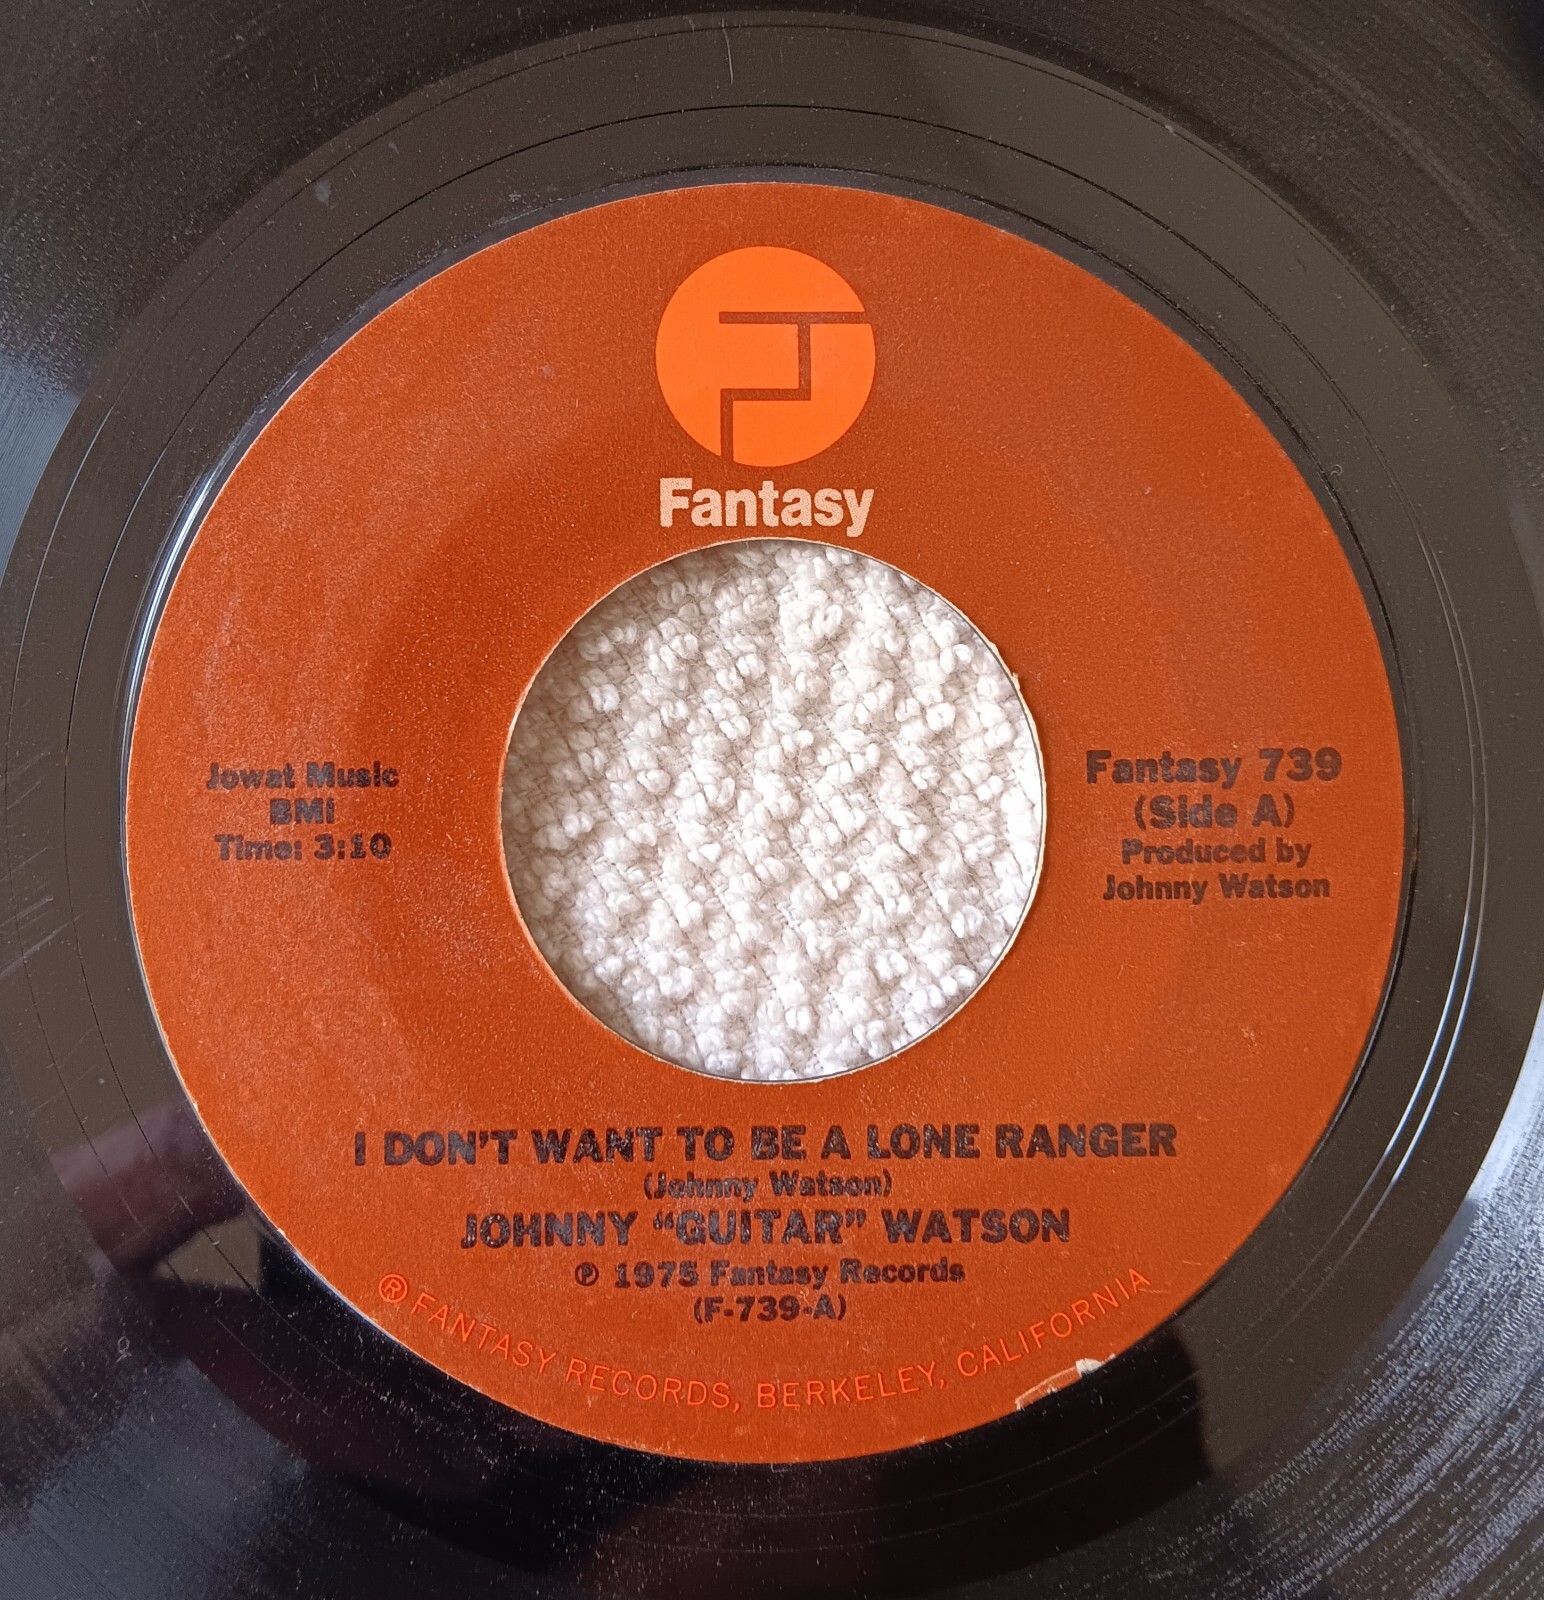 Fantasy
Jowat Music
BMI
Time: 3:10
Fantasy 739
(Side A)
Produced by
Johnny Watson
I DON'T WANT TO BE A LONE RANGER
(Johnny Watson)
JOHNNY “GUITAR” WATSON
℗ 1975 Fantasy Records
(F-739-A)
® FANTASY RECORDS, BERKELEY, CALIFORNIA